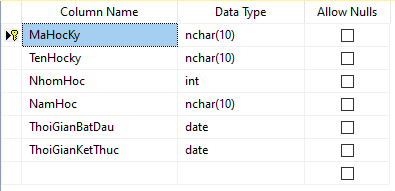 Column Name Data Type Allow Nulls
MaHocKy nchar(10)
TenHocky nchar(10)
NhomHoc int
NamHoc nchar(10)
ThoiGianBatDau date
ThoiGianKetThuc date